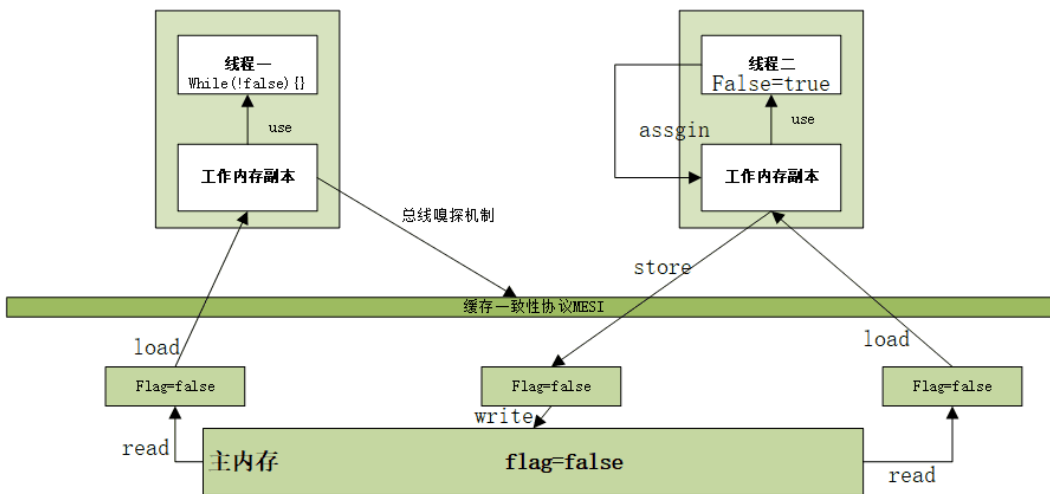 线程一
While(!false){}
use
工作内存副本
线程二
False=true
assgin
use
工作内存副本
总线嗅探机制
store
缓存一致性协议MESI
load
load
Flag=false
Flag=false
Flag=false
write
read
主内存
flag=false
read